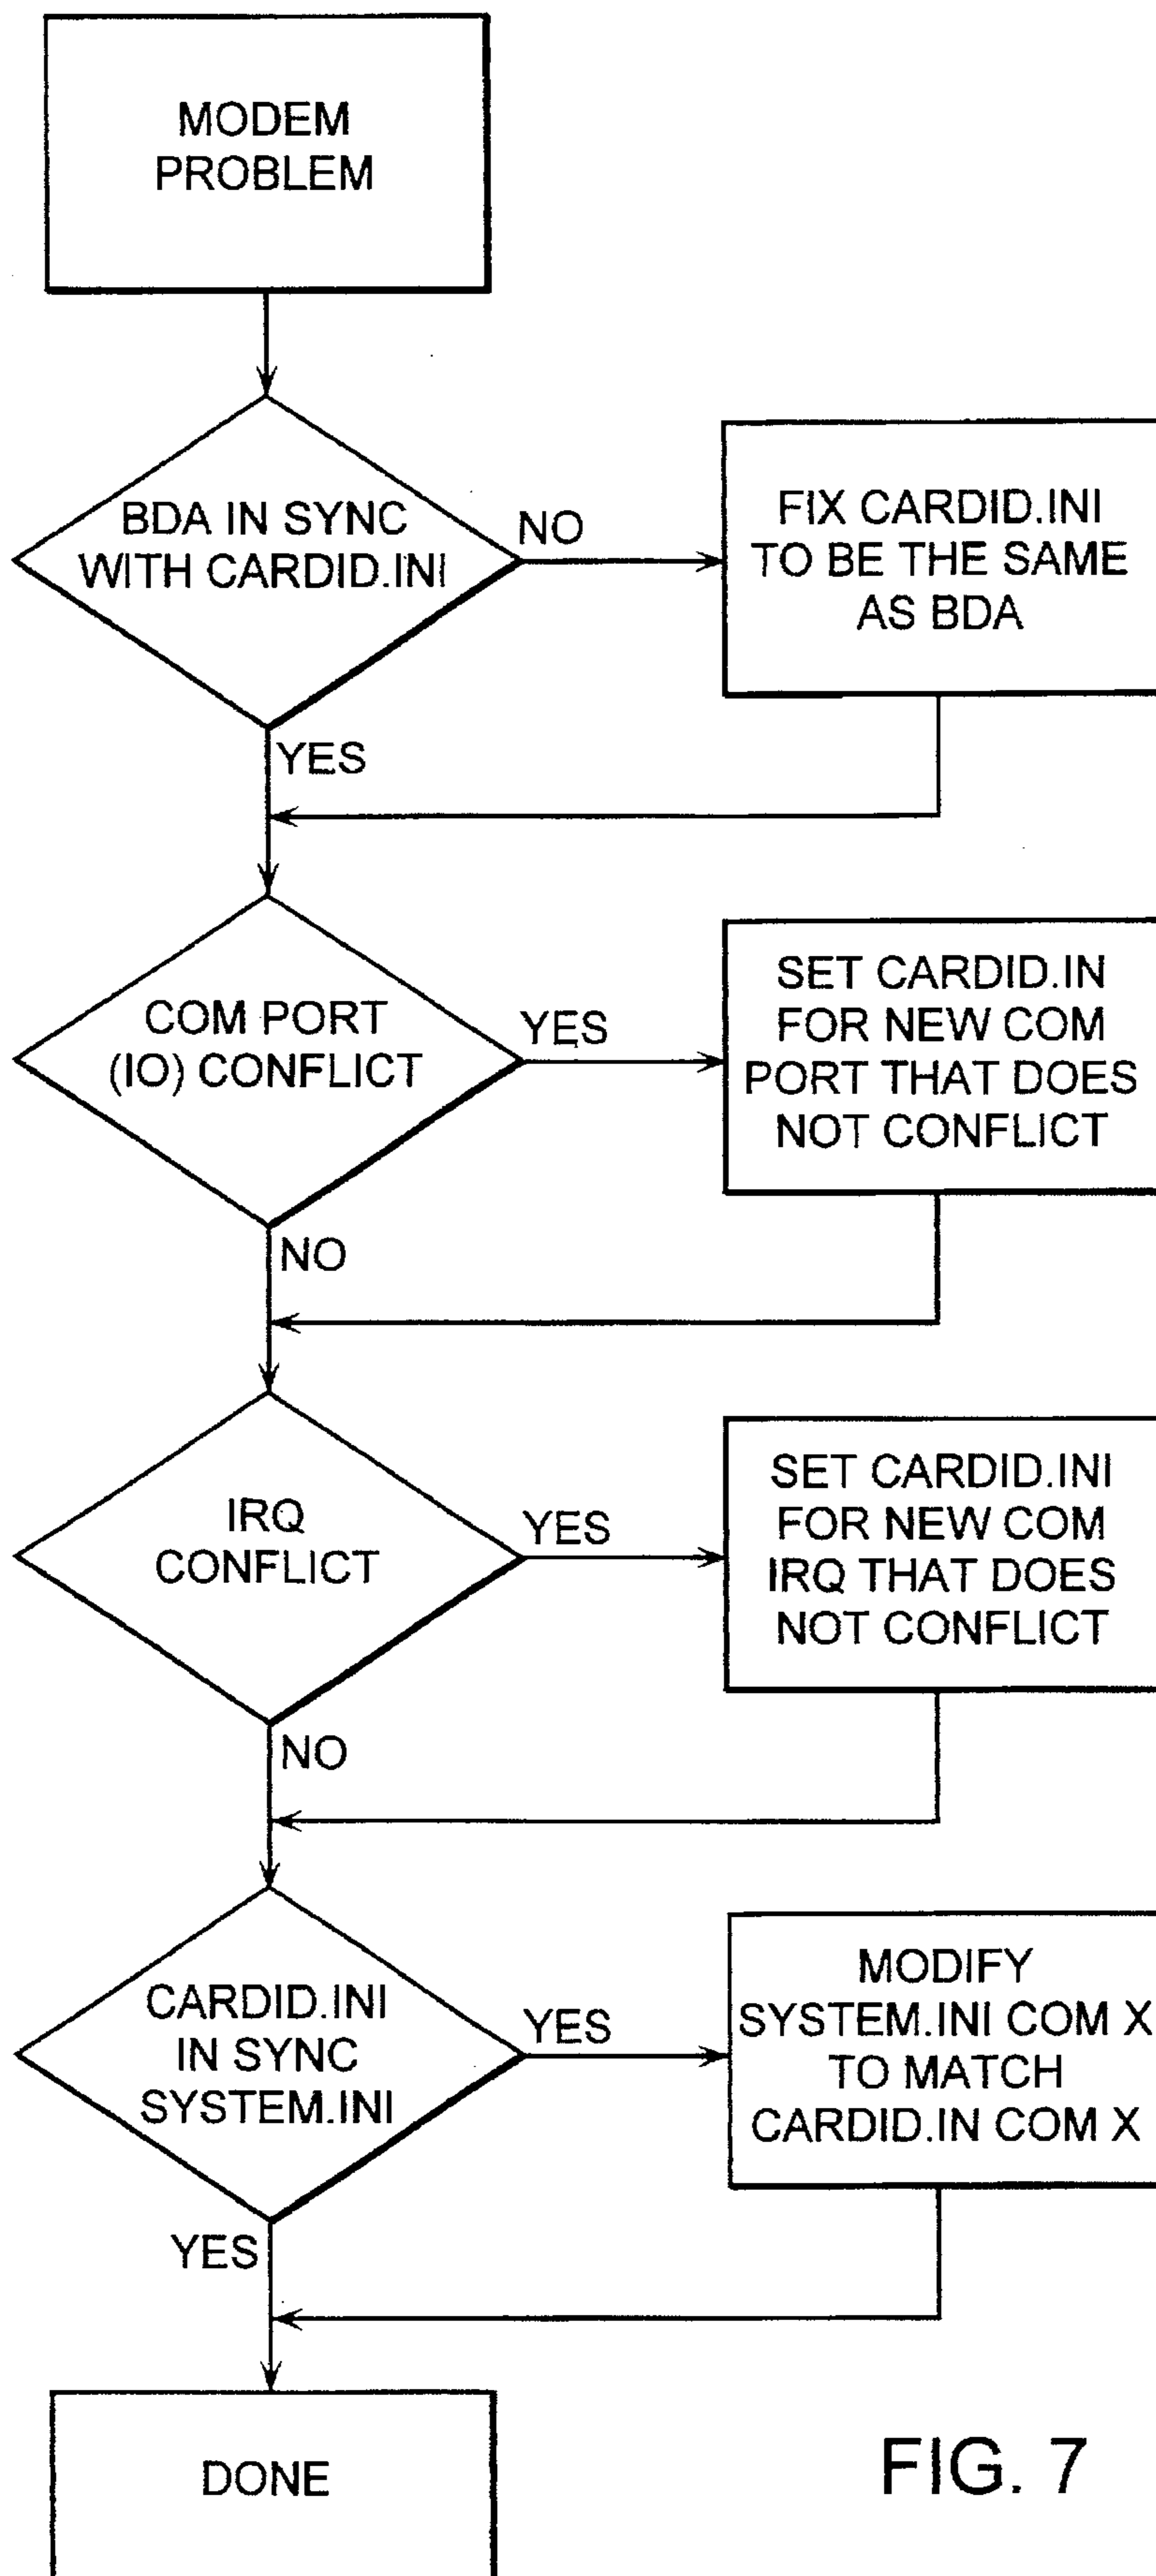 MODEM
PROBLEM
BDA IN SYNC
WITH CARDID.INI
NO
FIX CARDID.INI
TO BE THE SAME
AS BDA
YES
COM PORT
(IO) CONFLICT
YES
SET CARDID.IN
FOR NEW COM
PORT THAT DOES
NOT CONFLICT
NO
IRQ
CONFLICT
YES
SET CARDID.INI
FOR NEW COM
IRQ THAT DOES
NOT CONFLICT
NO
CARDID.INI
IN SYNC
SYSTEM.INI
YES
MODIFY
SYSTEM.INI COM X
TO MATCH
CARDID.IN COM X
YES
DONE
FIG. 7